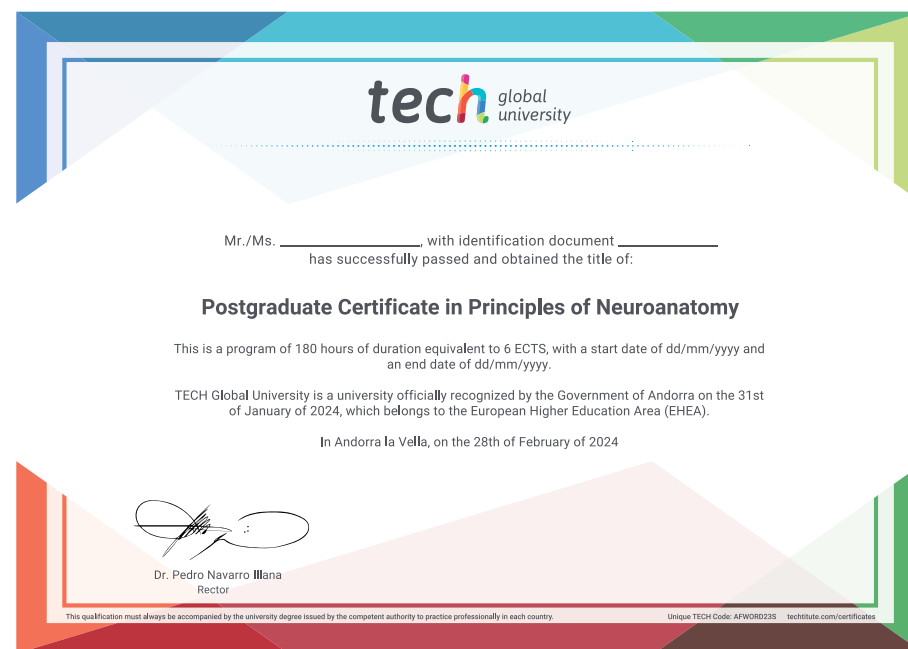 tech global university
Mr./Ms. ____________________, with identification document ______________
has successfully passed and obtained the title of:
Postgraduate Certificate in Principles of Neuroanatomy
This is a program of 180 hours of duration equivalent to 6 ECTS, with a start date of dd/mm/yyyy and
an end date of dd/mm/yyyy.
TECH Global University is a university officially recognized by the Government of Andorra on the 31st
of January of 2024, which belongs to the European Higher Education Area (EHEA).
In Andorra la Vella, on the 28th of February of 2024
Dr. Pedro Navarro Illana
Rector
This qualification must always be accompanied by the university degree issued by the competent authority to practice professionally in each country. Unique TECH Code: AFWORD23S techtitute.com/certificates